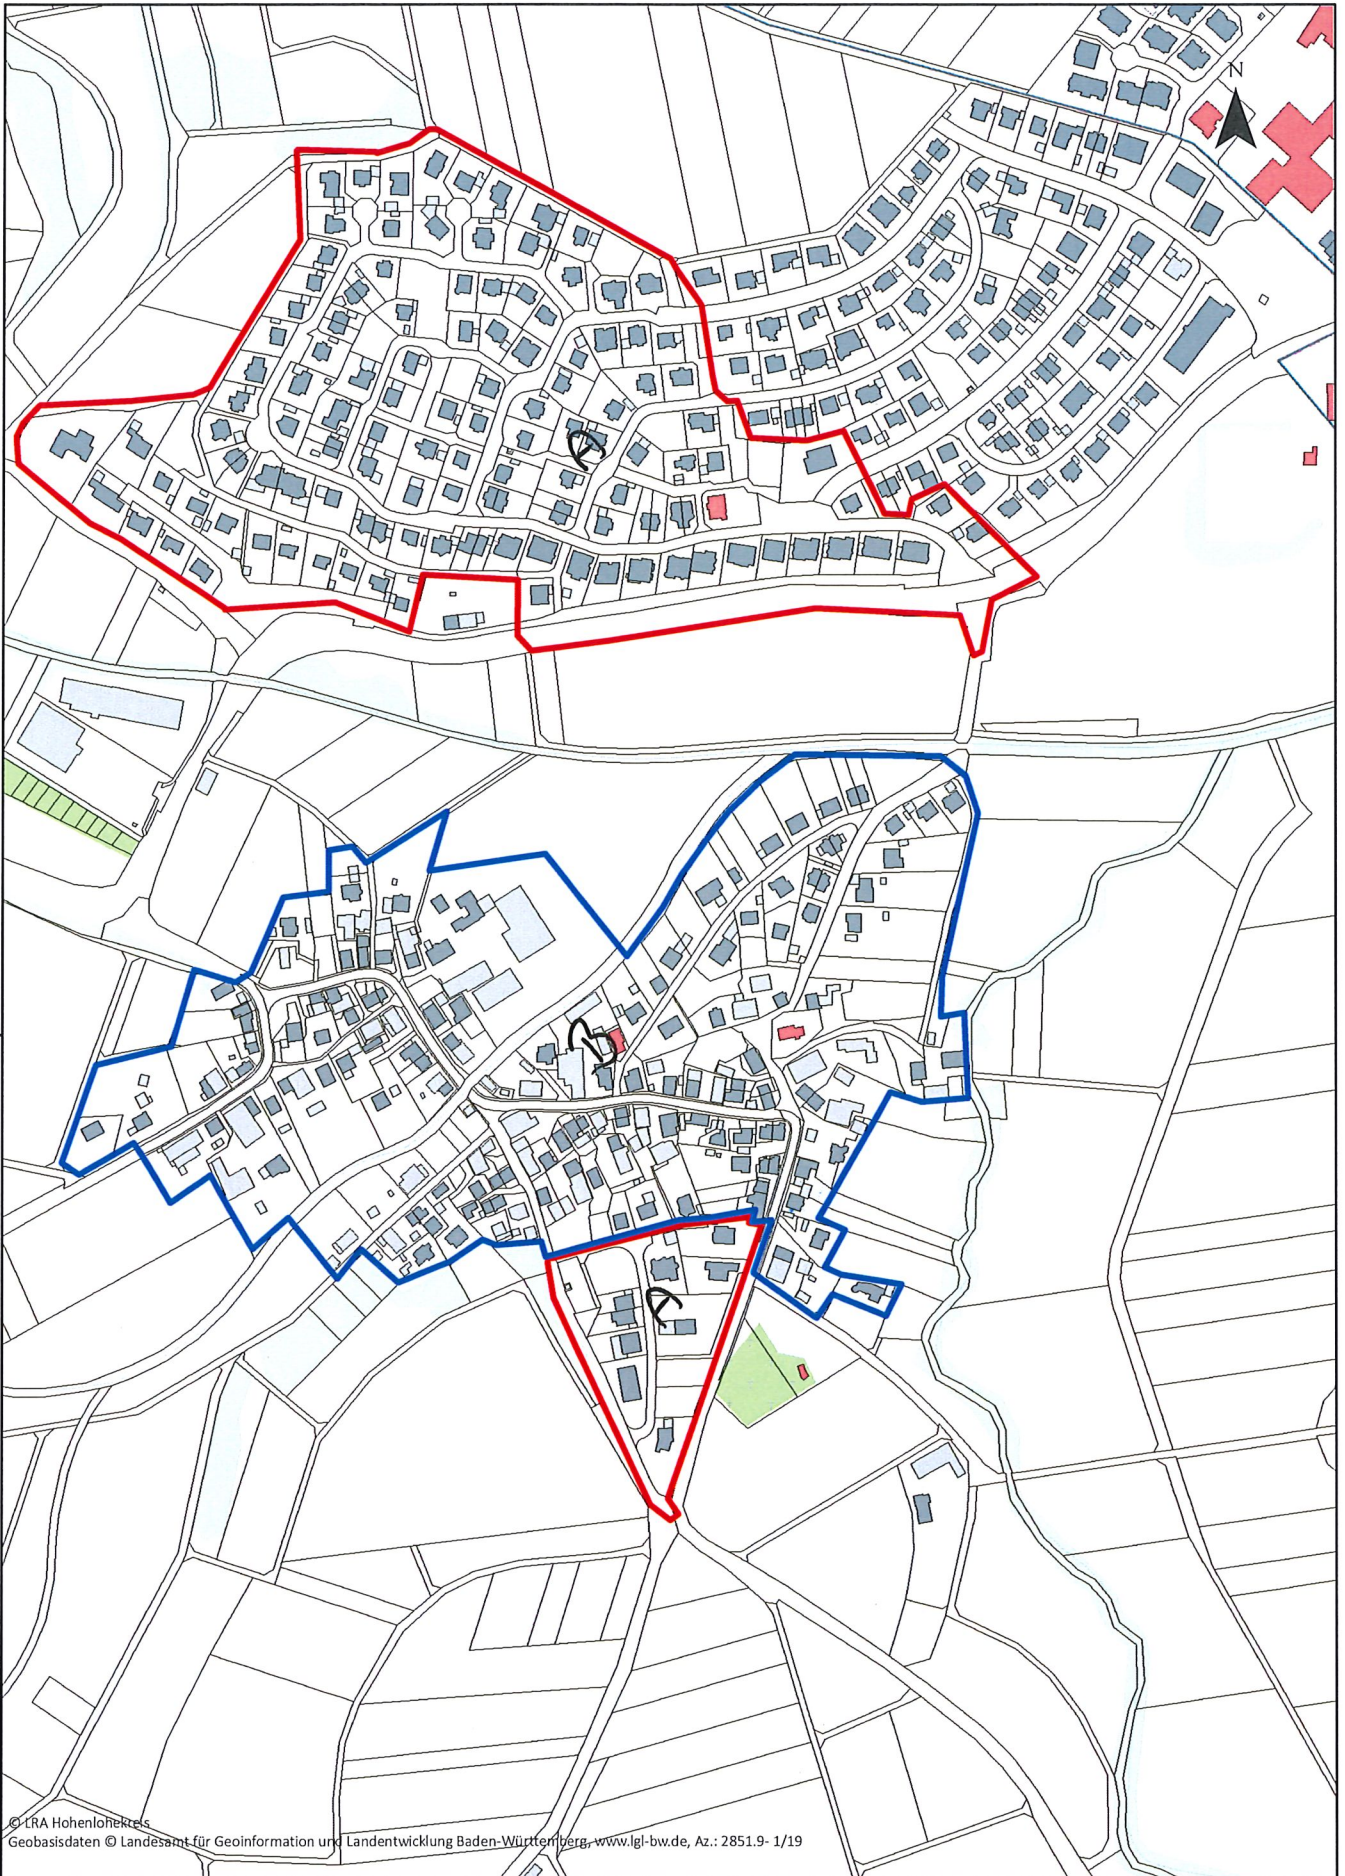 N
A
B
A
© LRA Hohenlohekreis
Geobasisdaten © Landesamt für Geoinformation und Landentwicklung Baden-Württemberg, www.lgl-bw.de, Az.: 2851.9- 1/19